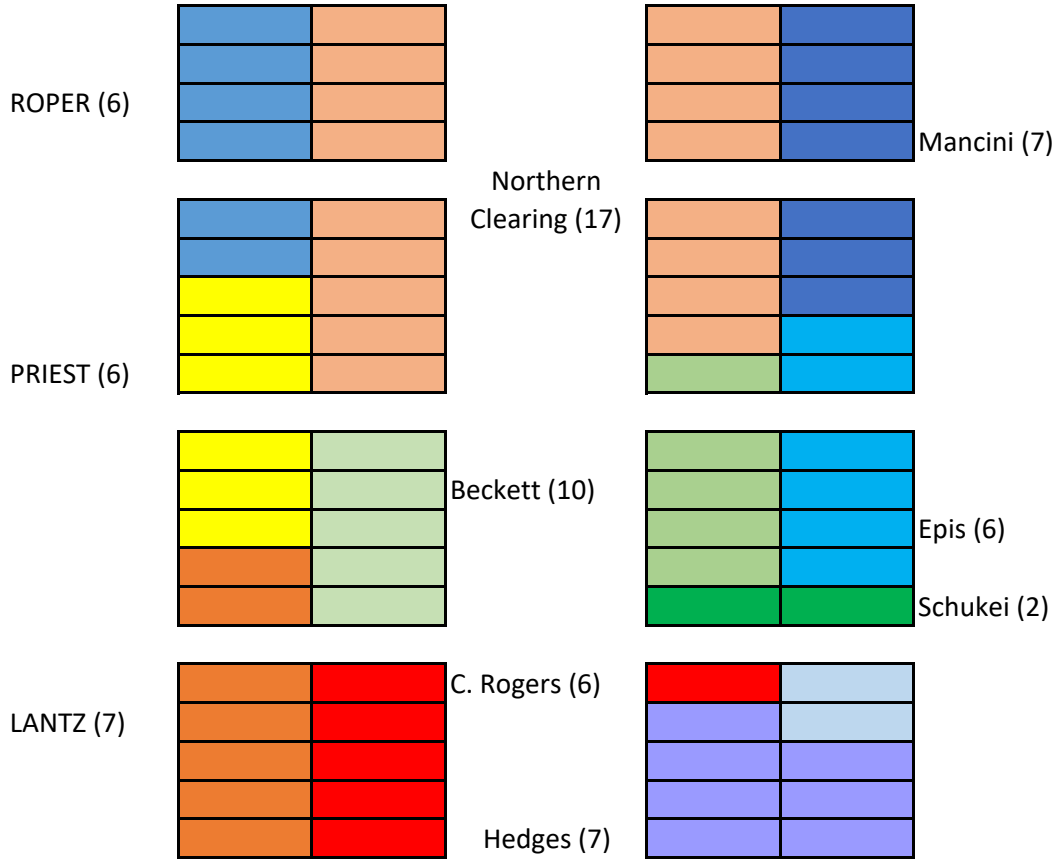 ROPER (6)
Mancini (7)
Northern
Clearing (17)
PRIEST (6)
Beckett (10)
Epis (6)
Schukei (2)
C. Rogers (6)
LANTZ (7)
Hedges (7)